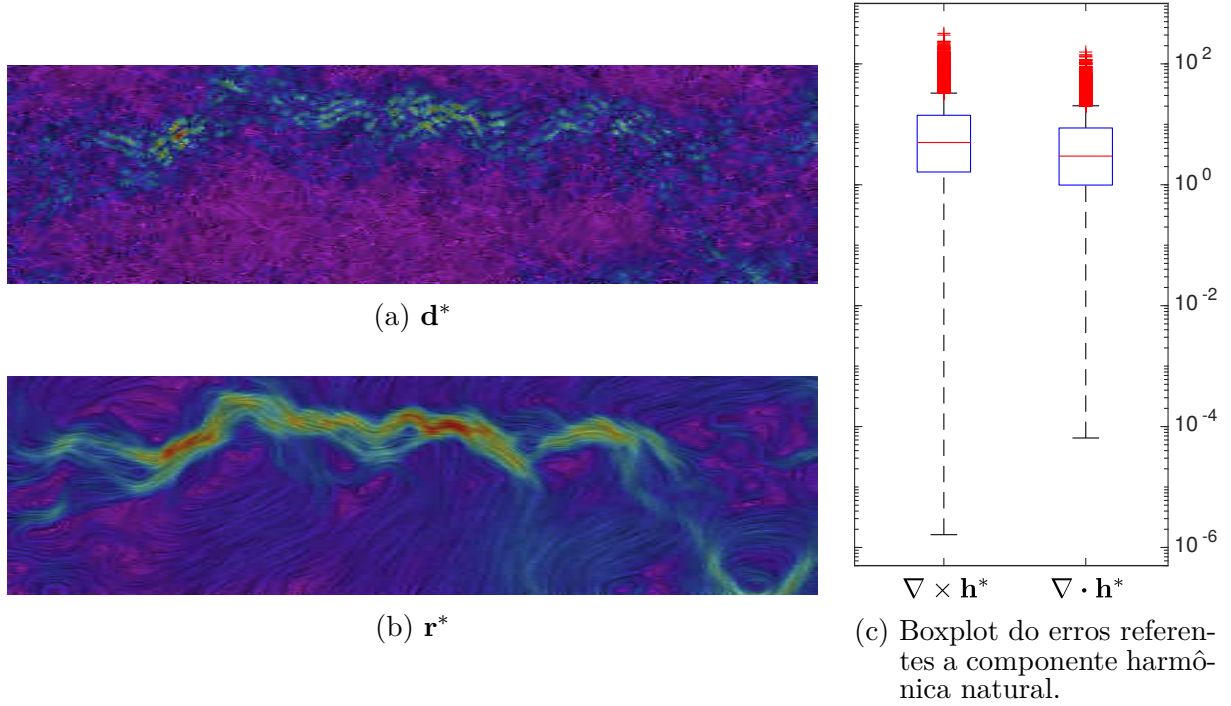 (a) d*
(b) r*
10^2
10^0
10^-2
10^-4
10^-6
∇ × h*
∇ · h*
(c) Boxplot do erros referen-
tes a componente harmô-
nica natural.